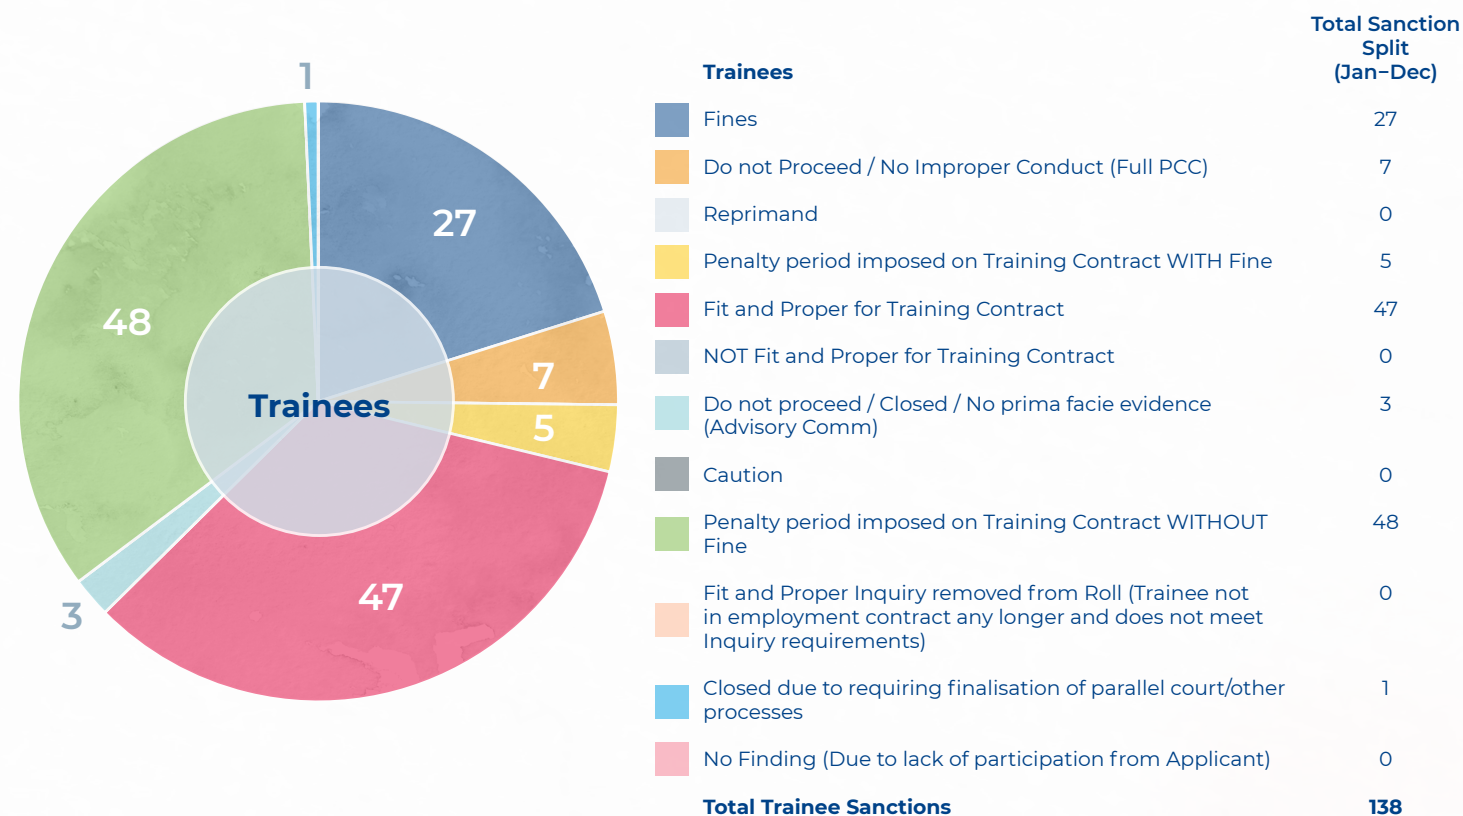 1
27
48
7
5
Trainees
47
3
Total Sanction
Split
(Jan–Dec)
Trainees
Fines 27
Do not Proceed / No Improper Conduct (Full PCC) 7
Reprimand 0
Penalty period imposed on Training Contract WITH Fine 5
Fit and Proper for Training Contract 47
NOT Fit and Proper for Training Contract 0
Do not proceed / Closed / No prima facie evidence 3
(Advisory Comm)
Caution 0
Penalty period imposed on Training Contract WITHOUT 48
Fine
Fit and Proper Inquiry removed from Roll (Trainee not 0
in employment contract any longer and does not meet
Inquiry requirements)
Closed due to requiring finalisation of parallel court/other 1
processes
No Finding (Due to lack of participation from Applicant) 0
Total Trainee Sanctions 138